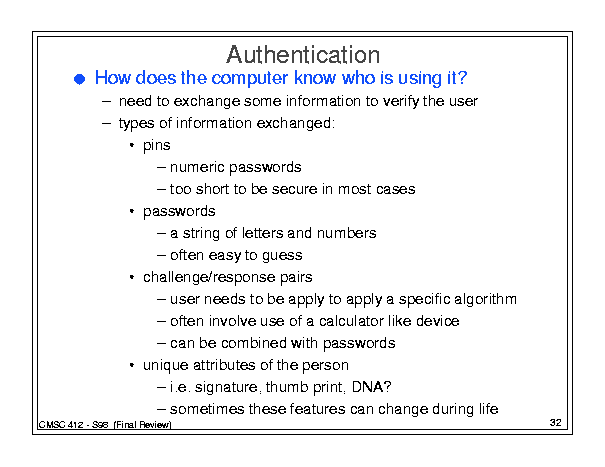 Authentication
● How does the computer know who is using it?
– need to exchange some information to verify the user
– types of information exchanged:
• pins
– numeric passwords
– too short to be secure in most cases
• passwords
– a string of letters and numbers
– often easy to guess
• challenge/response pairs
– user needs to be apply to apply a specific algorithm
– often involve use of a calculator like device
– can be combined with passwords
• unique attributes of the person
– i.e. signature, thumb print, DNA?
– sometimes these features can change during life
CMSC 412 - S98 (Final Review)
32